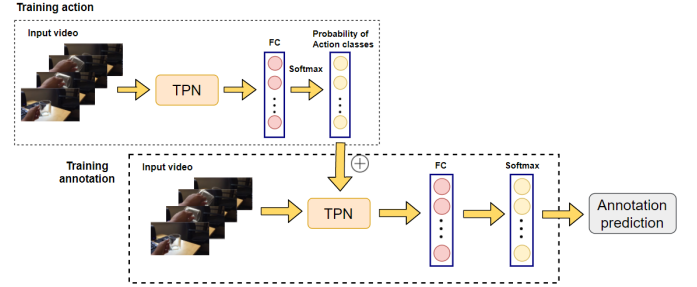 Training action
Input video
TPN
FC
Softmax
Probability of
Action classes
Training
annotation
Input video
TPN
FC
Softmax
Annotation
prediction